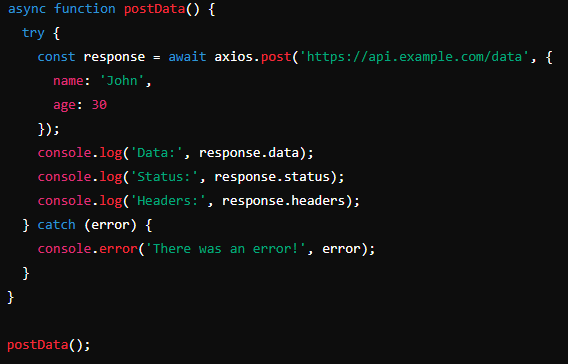 async function postData() {
  try {
    const response = await axios.post('https://api.example.com/data', {
      name: 'John',
      age: 30
    });
    console.log('Data:', response.data);
    console.log('Status:', response.status);
    console.log('Headers:', response.headers);
  } catch (error) {
    console.error('There was an error!', error);
  }
}

postData();